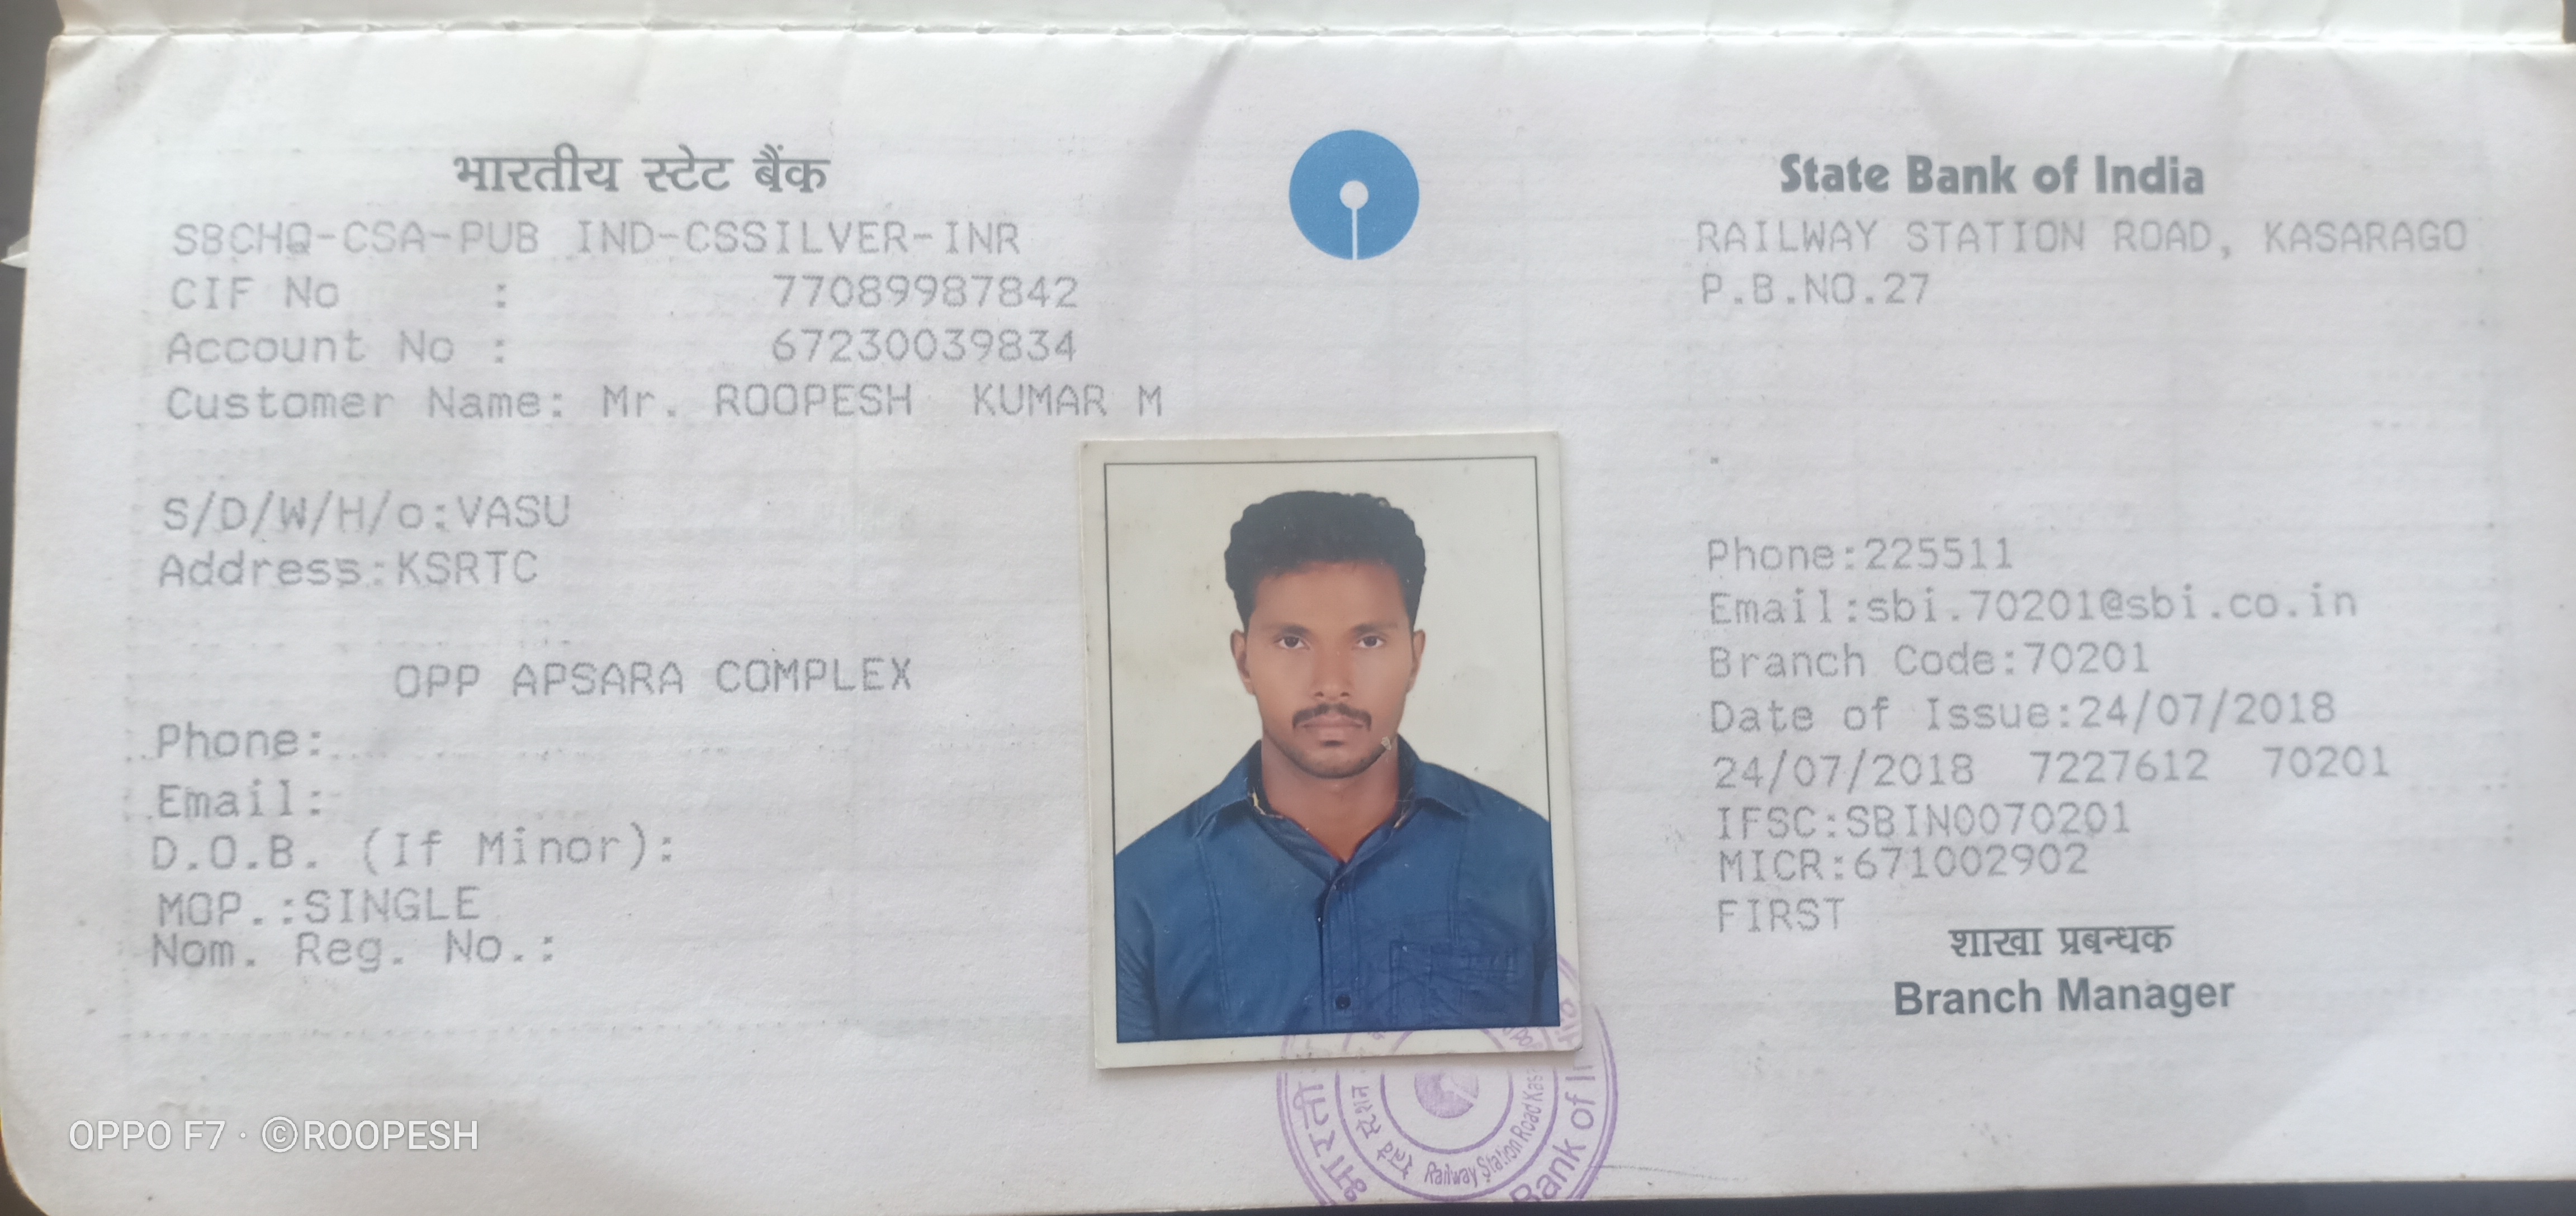 भारतीय स्टेट बैंक
SBCHQ-CSA-PUB IND-CSSILVER-INR
CIF No : 77089987842
Account No : 67230039834
Customer Name: Mr. ROOPESH KUMAR M
S/D/W/H/o:VASU
Address:KSRTC
OPP APSARA COMPLEX
Phone:
Email:
D.O.B. (If Minor):
MOP.:SINGLE
Nom. Reg. No.:
State Bank of India
RAILWAY STATION ROAD, KASARAGO
P.B.NO.27
Phone:225511
Email:sbi.70201@sbi.co.in
Branch Code:70201
Date of Issue:24/07/2018
24/07/2018 7227612 70201
IFSC:SBIN0070201
MICR:671002902
FIRST
शाखा प्रबन्धक
Branch Manager
भारती
Railway Station Road Kas
Bank of I
OPPO F7 · ©ROOPESH